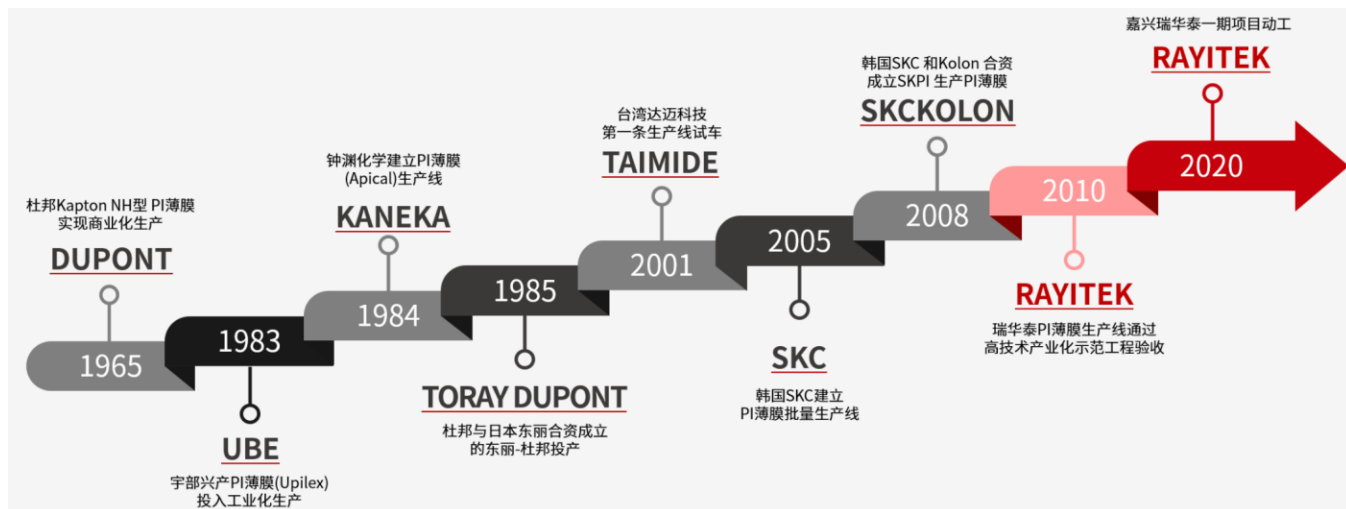 杜邦Kapton NH型 PI薄膜
实现商业化生产
DUPONT
1965
1983
UBE
宇部兴产PI薄膜(Upilex)
投入工业化生产
钟渊化学建立PI薄膜
(Apical)生产线
KANEKA
1984
1985
TORAY DUPONT
杜邦与日本东丽合资成立
的东丽-杜邦投产
台湾达迈科技
第一条生产线试车
TAIMIDE
2001
2005
SKC
韩国SKC建立
PI薄膜批量生产线
韩国SKC 和Kolon 合资
成立SKPI 生产PI薄膜
SKCKOLON
2008
2010
RAYITEK
瑞华泰PI薄膜生产线通过
高技术产业化示范工程验收
嘉兴瑞华泰一期项目动工
RAYITEK
2020